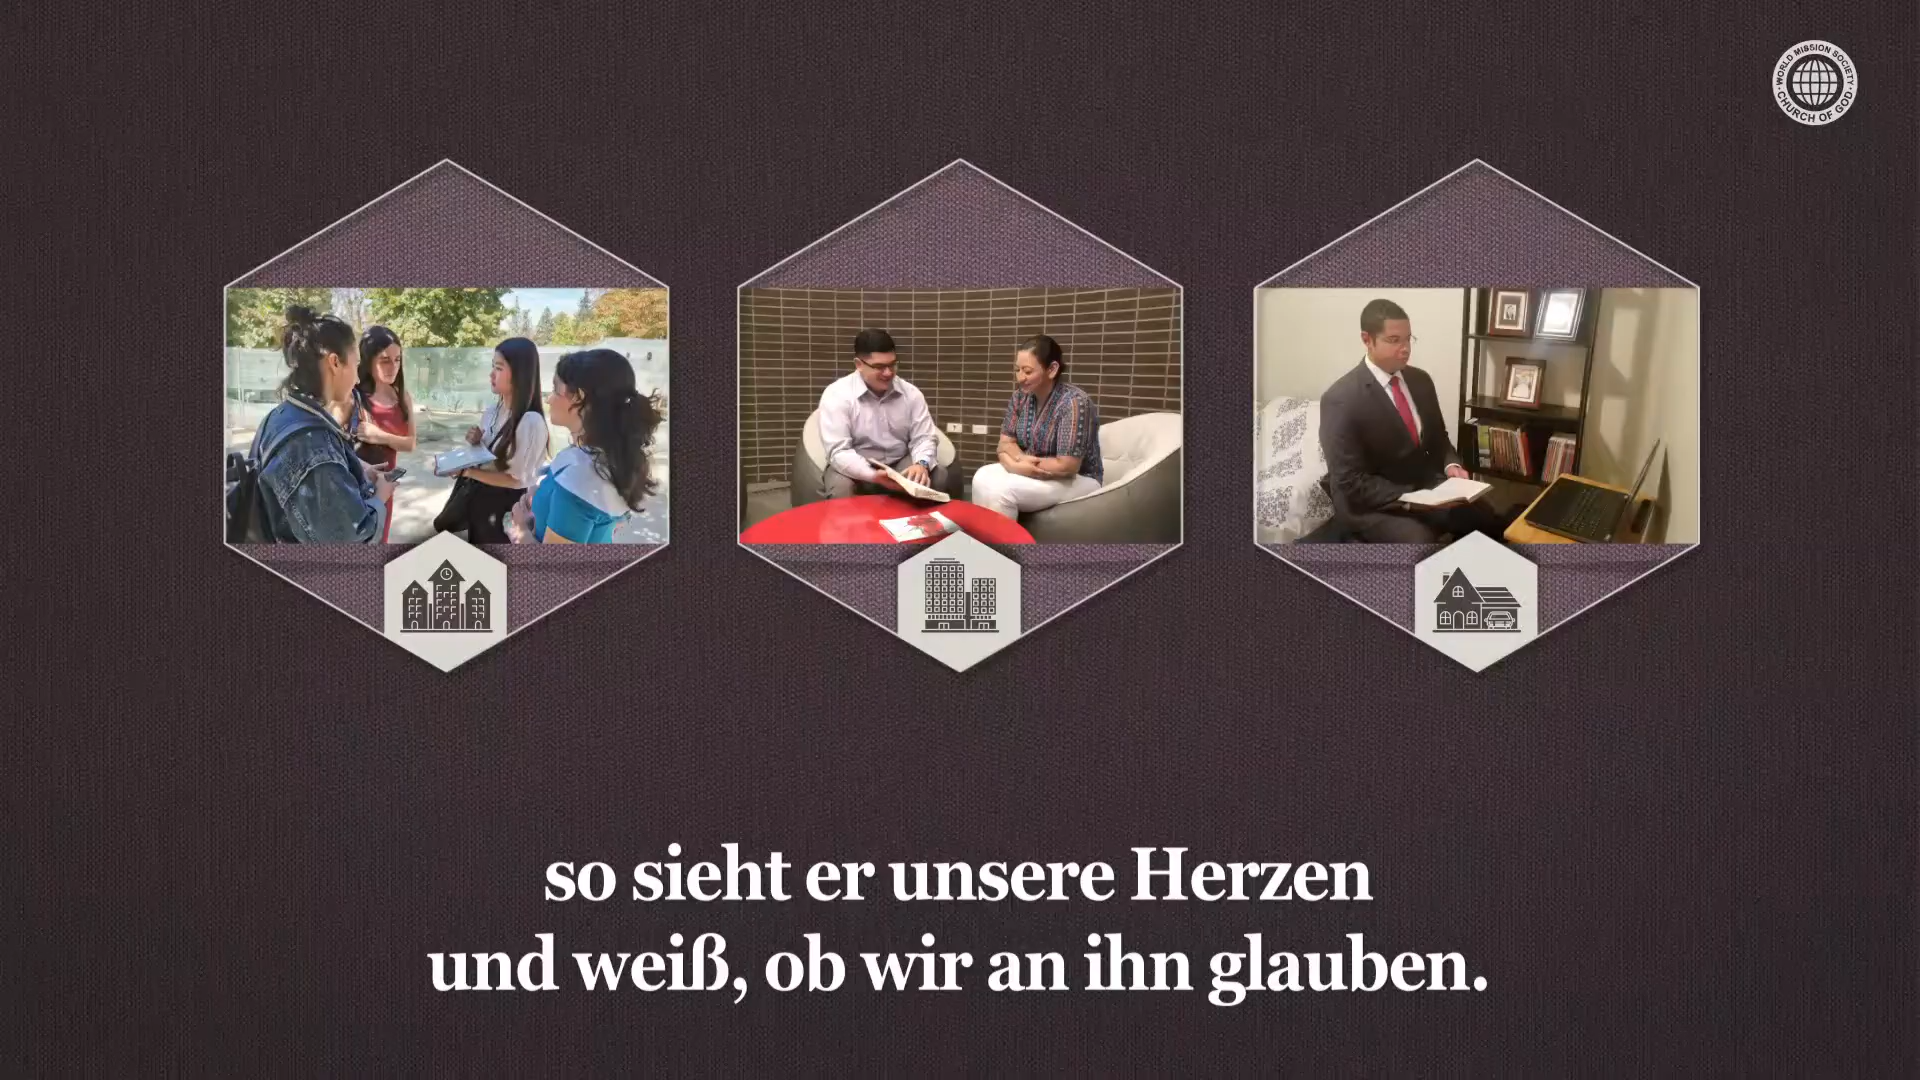 WORLD MISSION SOCIETY
CHURCH OF GOD
so sieht er unsere Herzen
und weiß, ob wir an ihn glauben.